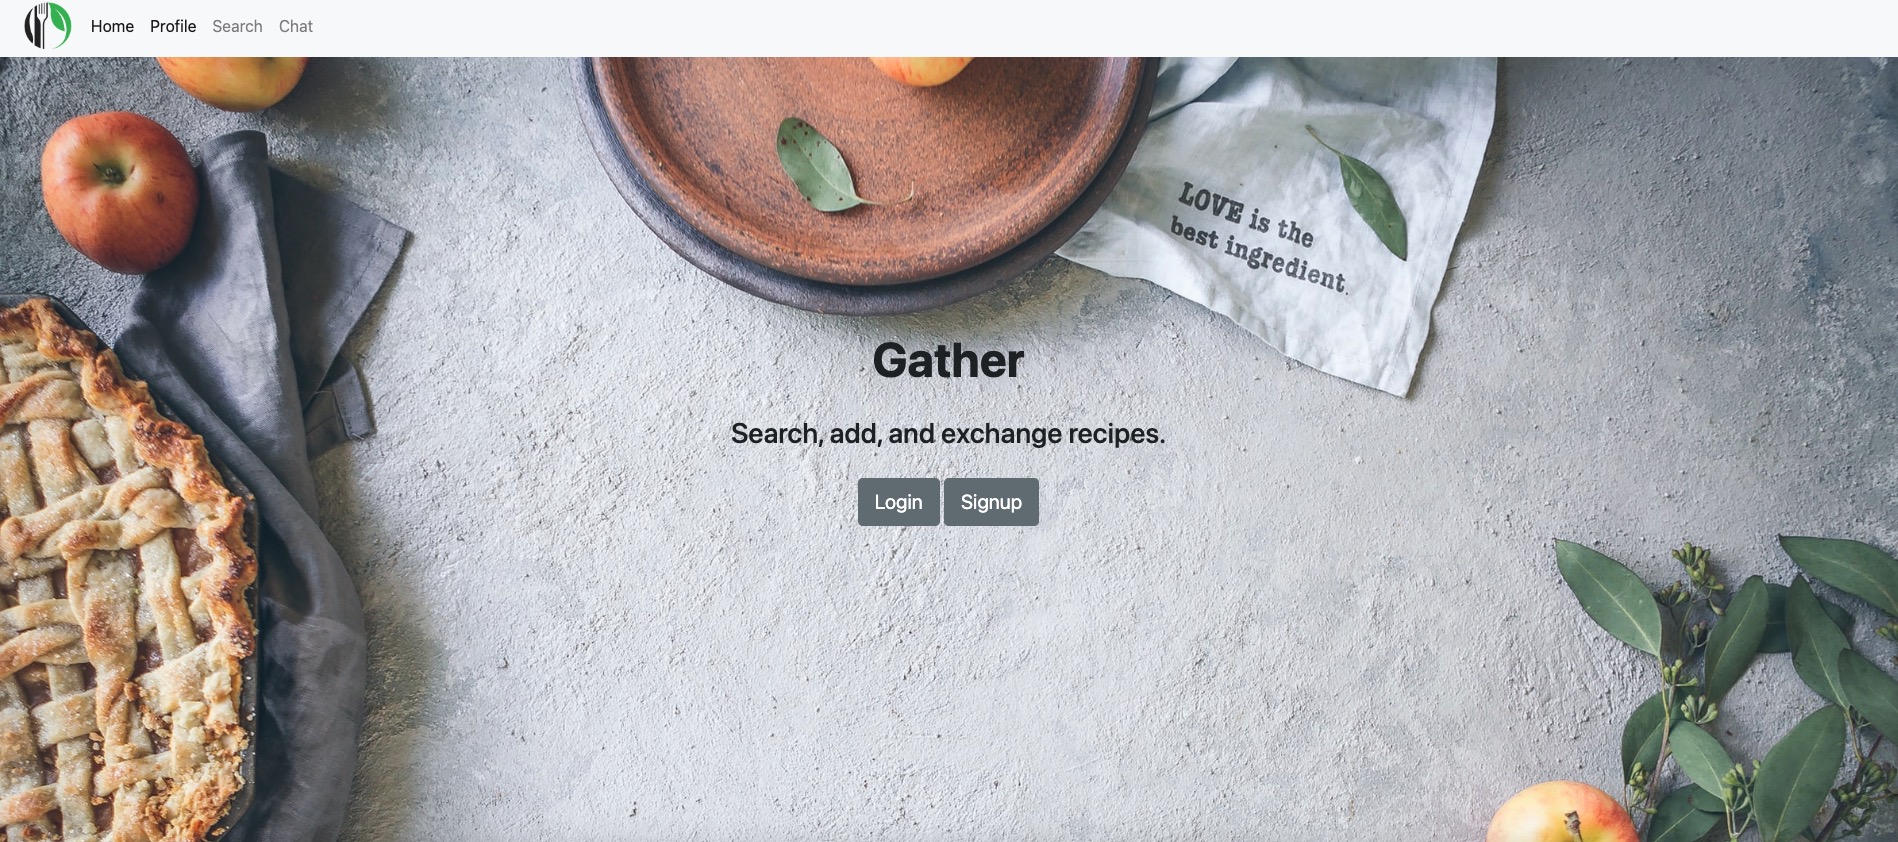 Home Profile Search Chat
LOVE is the
best ingredient.
Gather
Search, add, and exchange recipes.
Login Signup